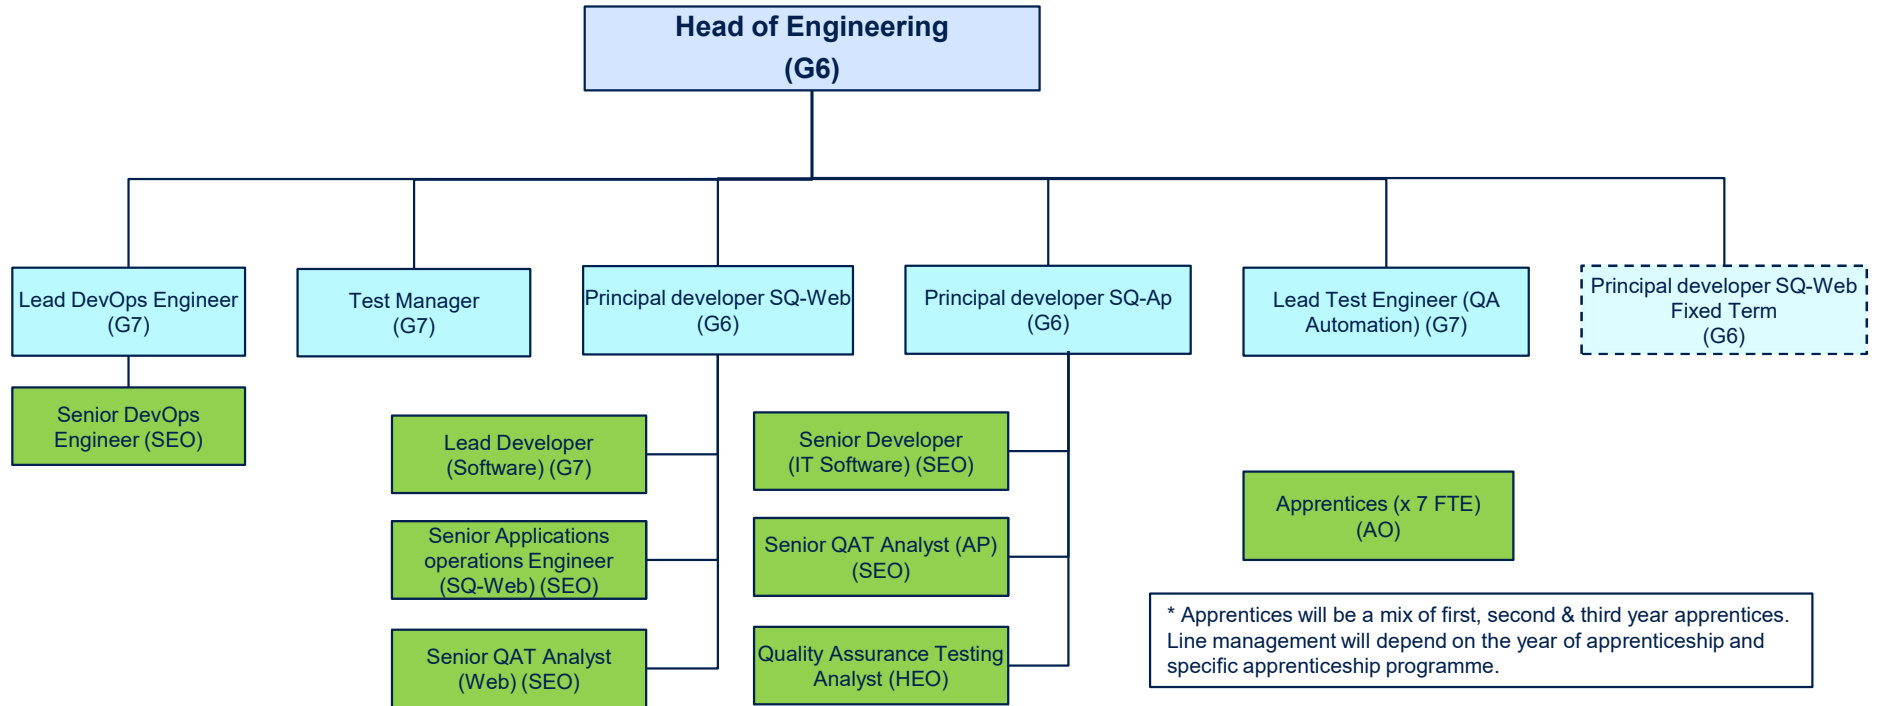 Head of Engineering
(G6)
Lead DevOps Engineer
(G7)
Test Manager
(G7)
Principal developer SQ-Web
(G6)
Principal developer SQ-Ap
(G6)
Lead Test Engineer (QA
Automation) (G7)
Principal developer SQ-Web
Fixed Term
(G6)
Senior DevOps
Engineer (SEO)
Lead Developer
(Software) (G7)
Senior Applications
operations Engineer
(SQ-Web) (SEO)
Senior QAT Analyst
(Web) (SEO)
Senior Developer
(IT Software) (SEO)
Senior QAT Analyst (AP)
(SEO)
Quality Assurance Testing
Analyst (HEO)
Apprentices (x 7 FTE)
(AO)
* Apprentices will be a mix of first, second & third year apprentices.
Line management will depend on the year of apprenticeship and
specific apprenticeship programme.